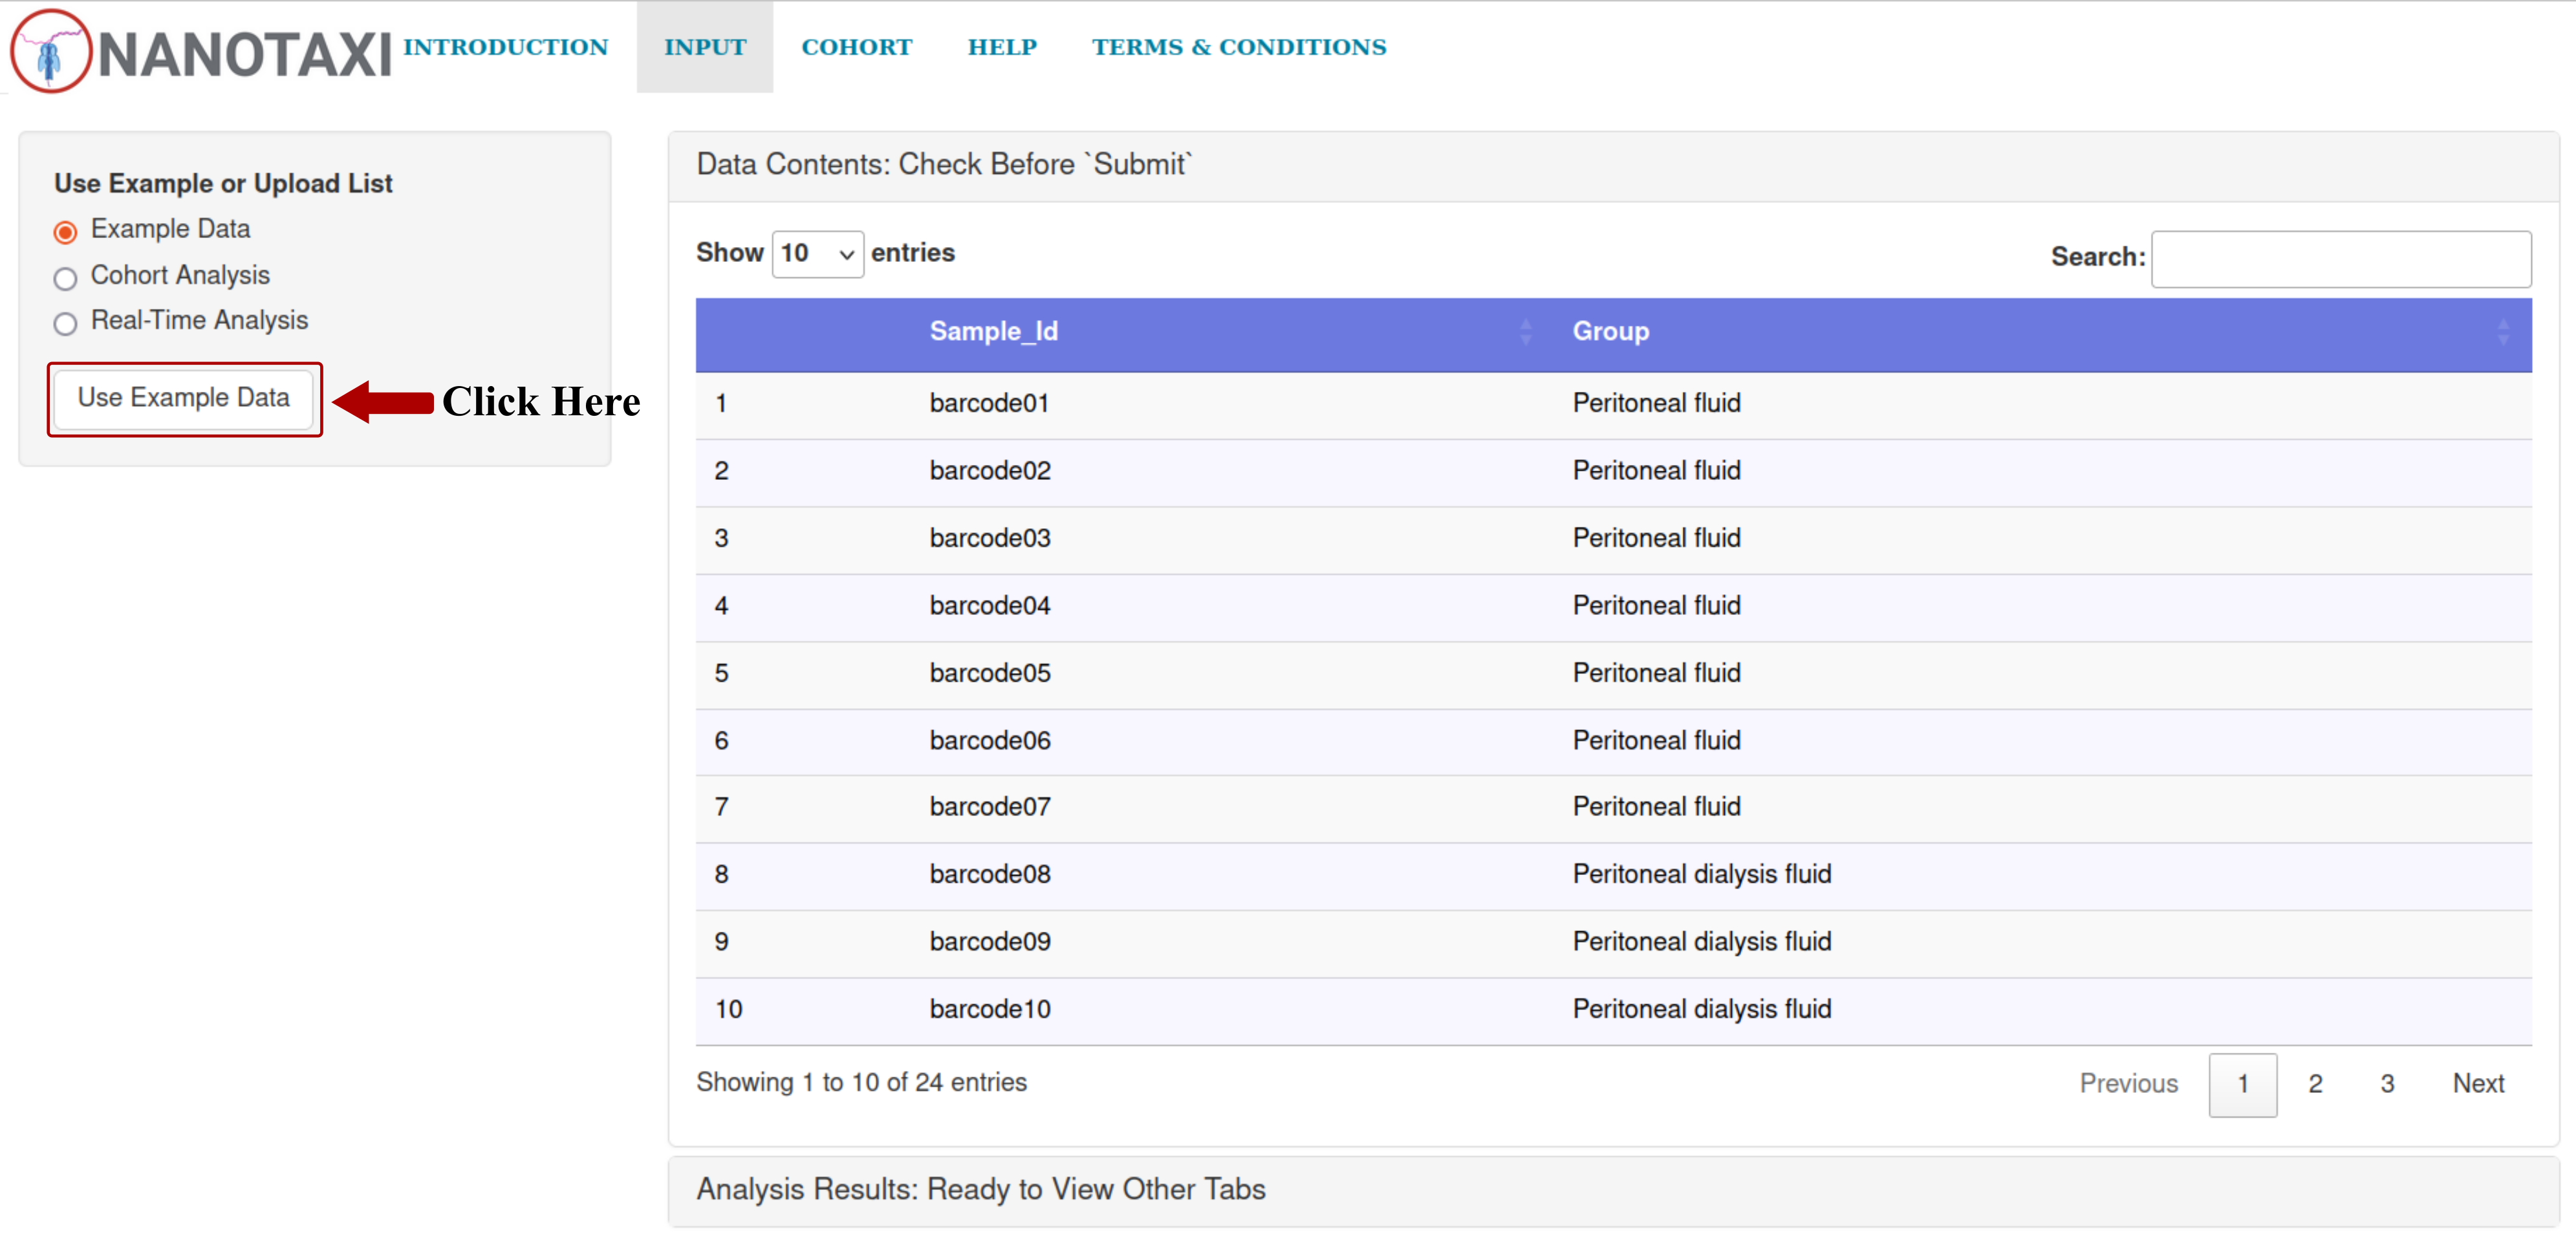 NANOTAXI INTRODUCTION INPUT COHORT HELP TERMS & CONDITIONS
Use Example or Upload List
Example Data
Cohort Analysis
Real-Time Analysis
Use Example Data Click Here
Data Contents: Check Before `Submit`
Show 10 entries Search:
Sample_Id Group
1 barcode01 Peritoneal fluid
2 barcode02 Peritoneal fluid
3 barcode03 Peritoneal fluid
4 barcode04 Peritoneal fluid
5 barcode05 Peritoneal fluid
6 barcode06 Peritoneal fluid
7 barcode07 Peritoneal fluid
8 barcode08 Peritoneal dialysis fluid
9 barcode09 Peritoneal dialysis fluid
10 barcode10 Peritoneal dialysis fluid
Showing 1 to 10 of 24 entries Previous 1 2 3 Next
Analysis Results: Ready to View Other Tabs